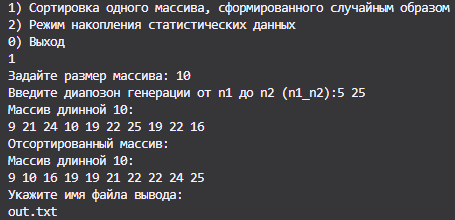 1) Сортировка одного массива, сформированного случайным образом
2) Режим накопления статистических данных
0) Выход
1
Задайте размер массива: 10
Введите диапозон генерации от n1 до n2 (n1_n2):5 25
Массив длинной 10:
9 21 24 10 19 22 25 19 22 16
Отсортированный массив:
Массив длинной 10:
9 10 16 19 19 21 22 22 24 25
Укажите имя файла вывода:
out.txt